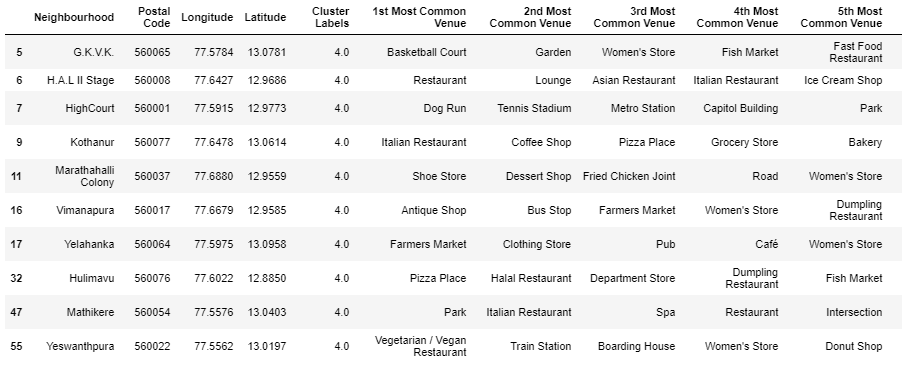 Neighbourhood Postal Code Longitude Latitude Cluster Labels 1st Most Common Venue 2nd Most Common Venue 3rd Most Common Venue 4th Most Common Venue 5th Most Common Venue
5 G.K.V.K. 560065 77.5784 13.0781 4.0 Basketball Court Garden Women's Store Fish Market Fast Food Restaurant
6 H.A.L II Stage 560008 77.6427 12.9686 4.0 Restaurant Lounge Asian Restaurant Italian Restaurant Ice Cream Shop
7 HighCourt 560001 77.5915 12.9773 4.0 Dog Run Tennis Stadium Metro Station Capitol Building Park
9 Kothanur 560077 77.6478 13.0614 4.0 Italian Restaurant Coffee Shop Pizza Place Grocery Store Bakery
11 Marathahalli Colony 560037 77.6880 12.9559 4.0 Shoe Store Dessert Shop Fried Chicken Joint Road Women's Store
16 Vimanapura 560017 77.6679 12.9585 4.0 Antique Shop Bus Stop Farmers Market Women's Store Dumpling Restaurant
17 Yelahanka 560064 77.5975 13.0958 4.0 Farmers Market Clothing Store Pub Café Women's Store
32 Hulimavu 560076 77.6022 12.8850 4.0 Pizza Place Halal Restaurant Department Store Dumpling Restaurant Fish Market
47 Mathikere 560054 77.5576 13.0403 4.0 Park Italian Restaurant Spa Restaurant Intersection
55 Yeswanthpura 560022 77.5562 13.0197 4.0 Vegetarian / Vegan Restaurant Train Station Boarding House Women's Store Donut Shop